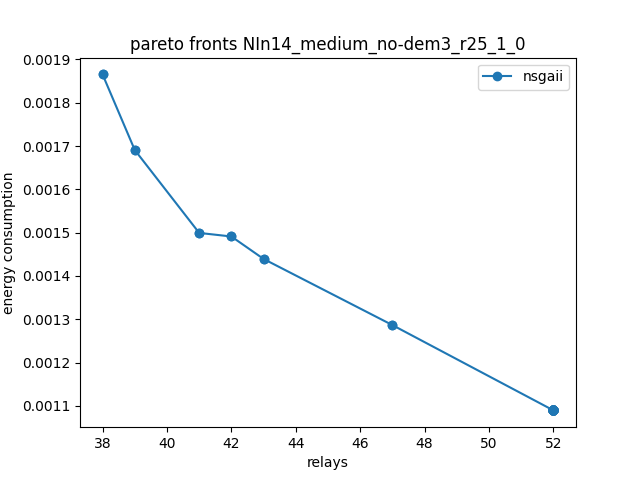 pareto fronts NIn14_medium_no-dem3_r25_1_0
nsgaii
0.0019
0.0018
0.0017
0.0016
0.0015
0.0014
0.0013
0.0012
0.0011
energy consumption
38 40 42 44 46 48 50 52
relays